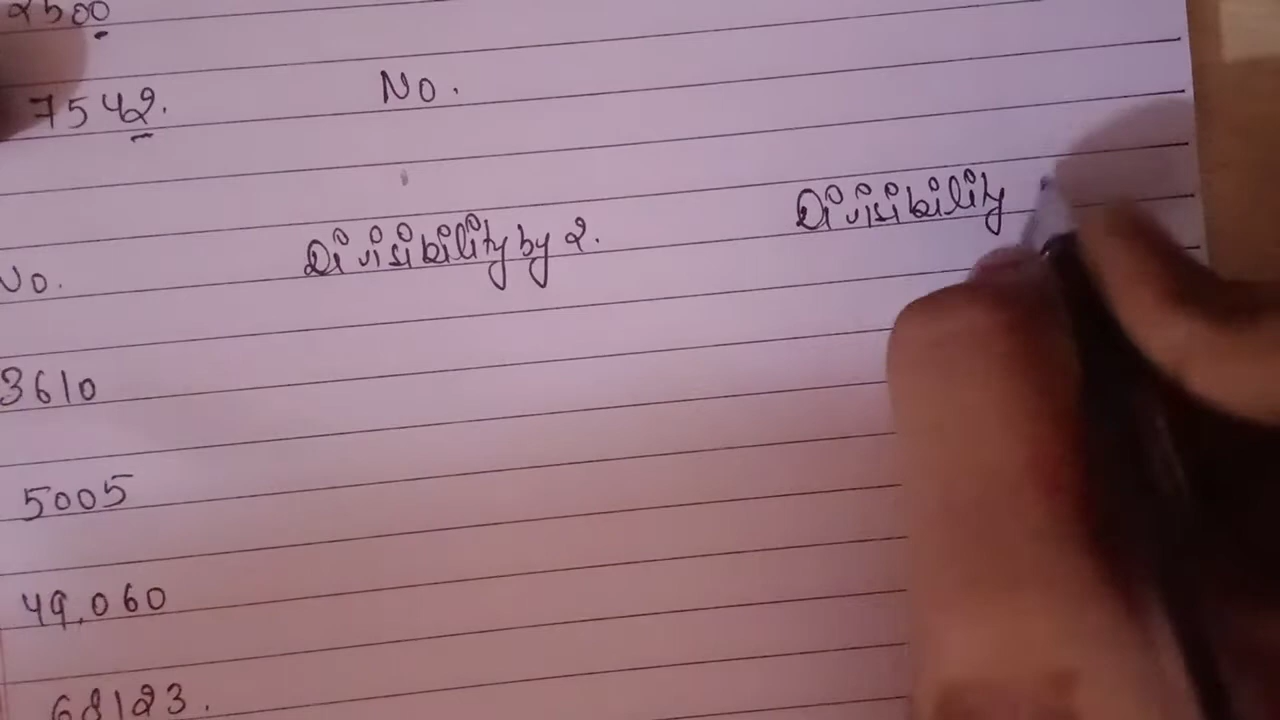 2500
7542. No.
No. Divisibility by 2. Divisibility
3610
5005
49,060
68123.